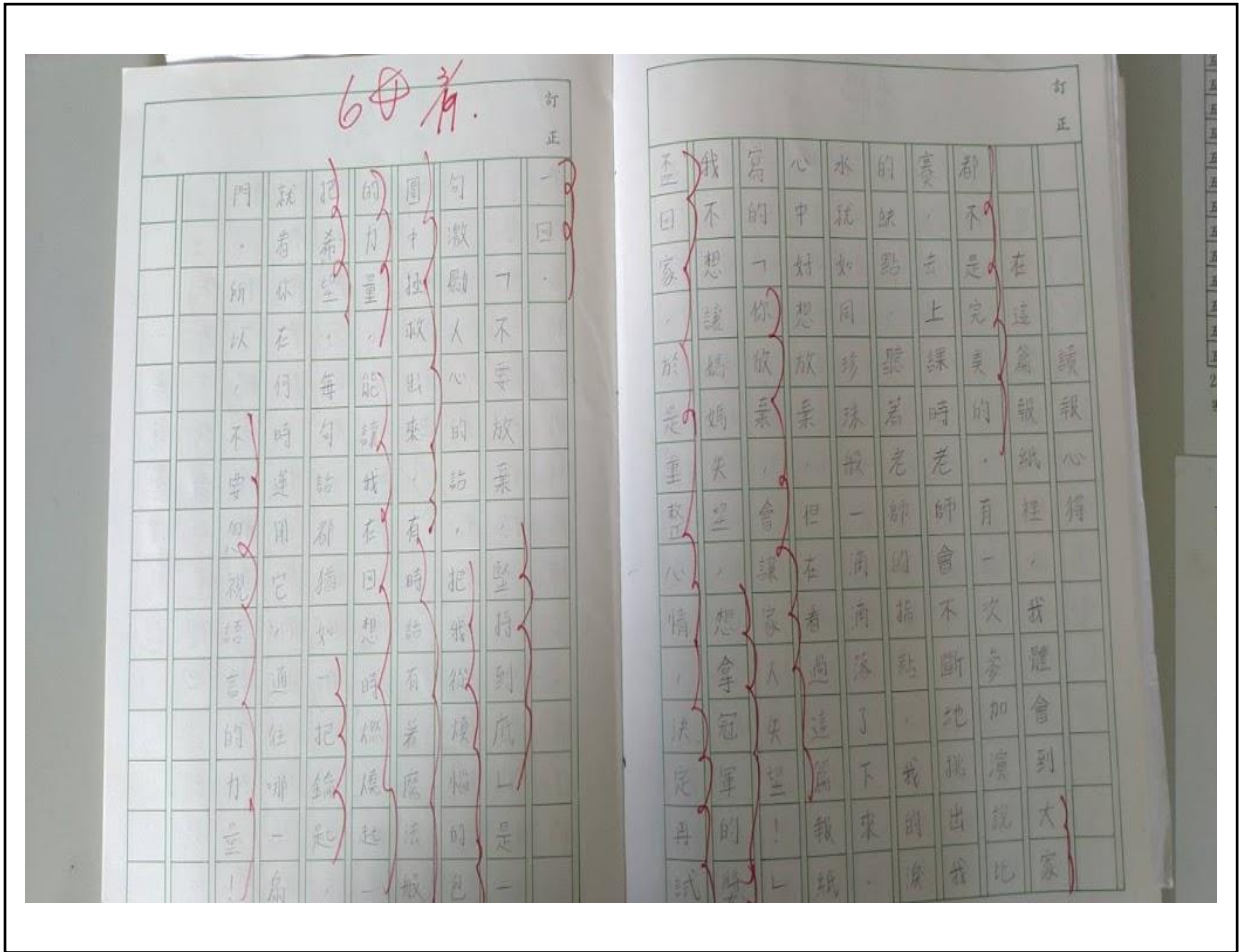 訂正
讀報心得
在這篇報紙裡，我體會到大家
都不是完美的，有一次參加演說比
賽，去上課時老師會不斷地挑出我
的缺點，聽著老師的指點，我的淚
水就如同珍珠般一滴滴落了下來，
心中好想放棄，但在看過這篇報紙
寫的「你放棄，會讓家人失望！」
我不想讓媽媽失望，想拿冠軍的獎
盃回家，於是重整心情，決定再試
訂正
一回。
「不要放棄，堅持到底」是一
句激勵人心的話，把我從煩惱的包
圍中拯救出來，有時話有著魔法般
的力量，能讓我在回想時燃燒起一
把希望，每句話都猶如一把鑰匙，
就看你在何時運用它，通往哪一扇
門，所以，不要忽視語言的力量！